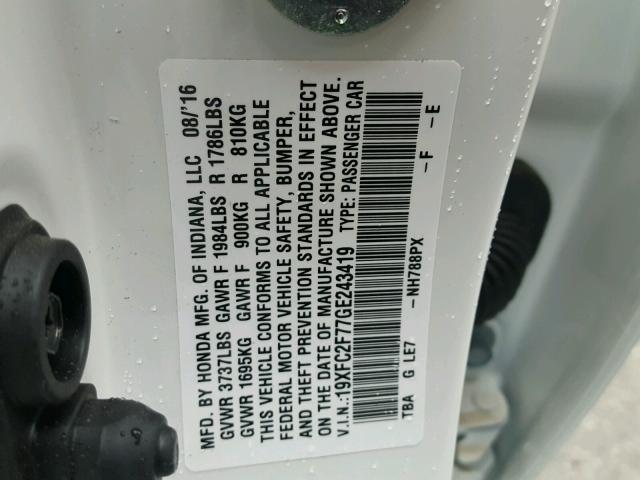 MFD. BY HONDA MFG. OF INDIANA, LLC 08/'16
GVWR 3737LBS GAWR F 1984LBS R 1786LBS
GVWR 1695KG GAWR F 900KG R 810KG
THIS VEHICLE CONFORMS TO ALL APPLICABLE
FEDERAL MOTOR VEHICLE SAFETY, BUMPER,
AND THEFT PREVENTION STANDARDS IN EFFECT
ON THE DATE OF MANUFACTURE SHOWN ABOVE.
V.I.N.:19XFC2F77GE243419 TYPE: PASSENGER CAR
TBA G LE7 – NH788PX – F – E